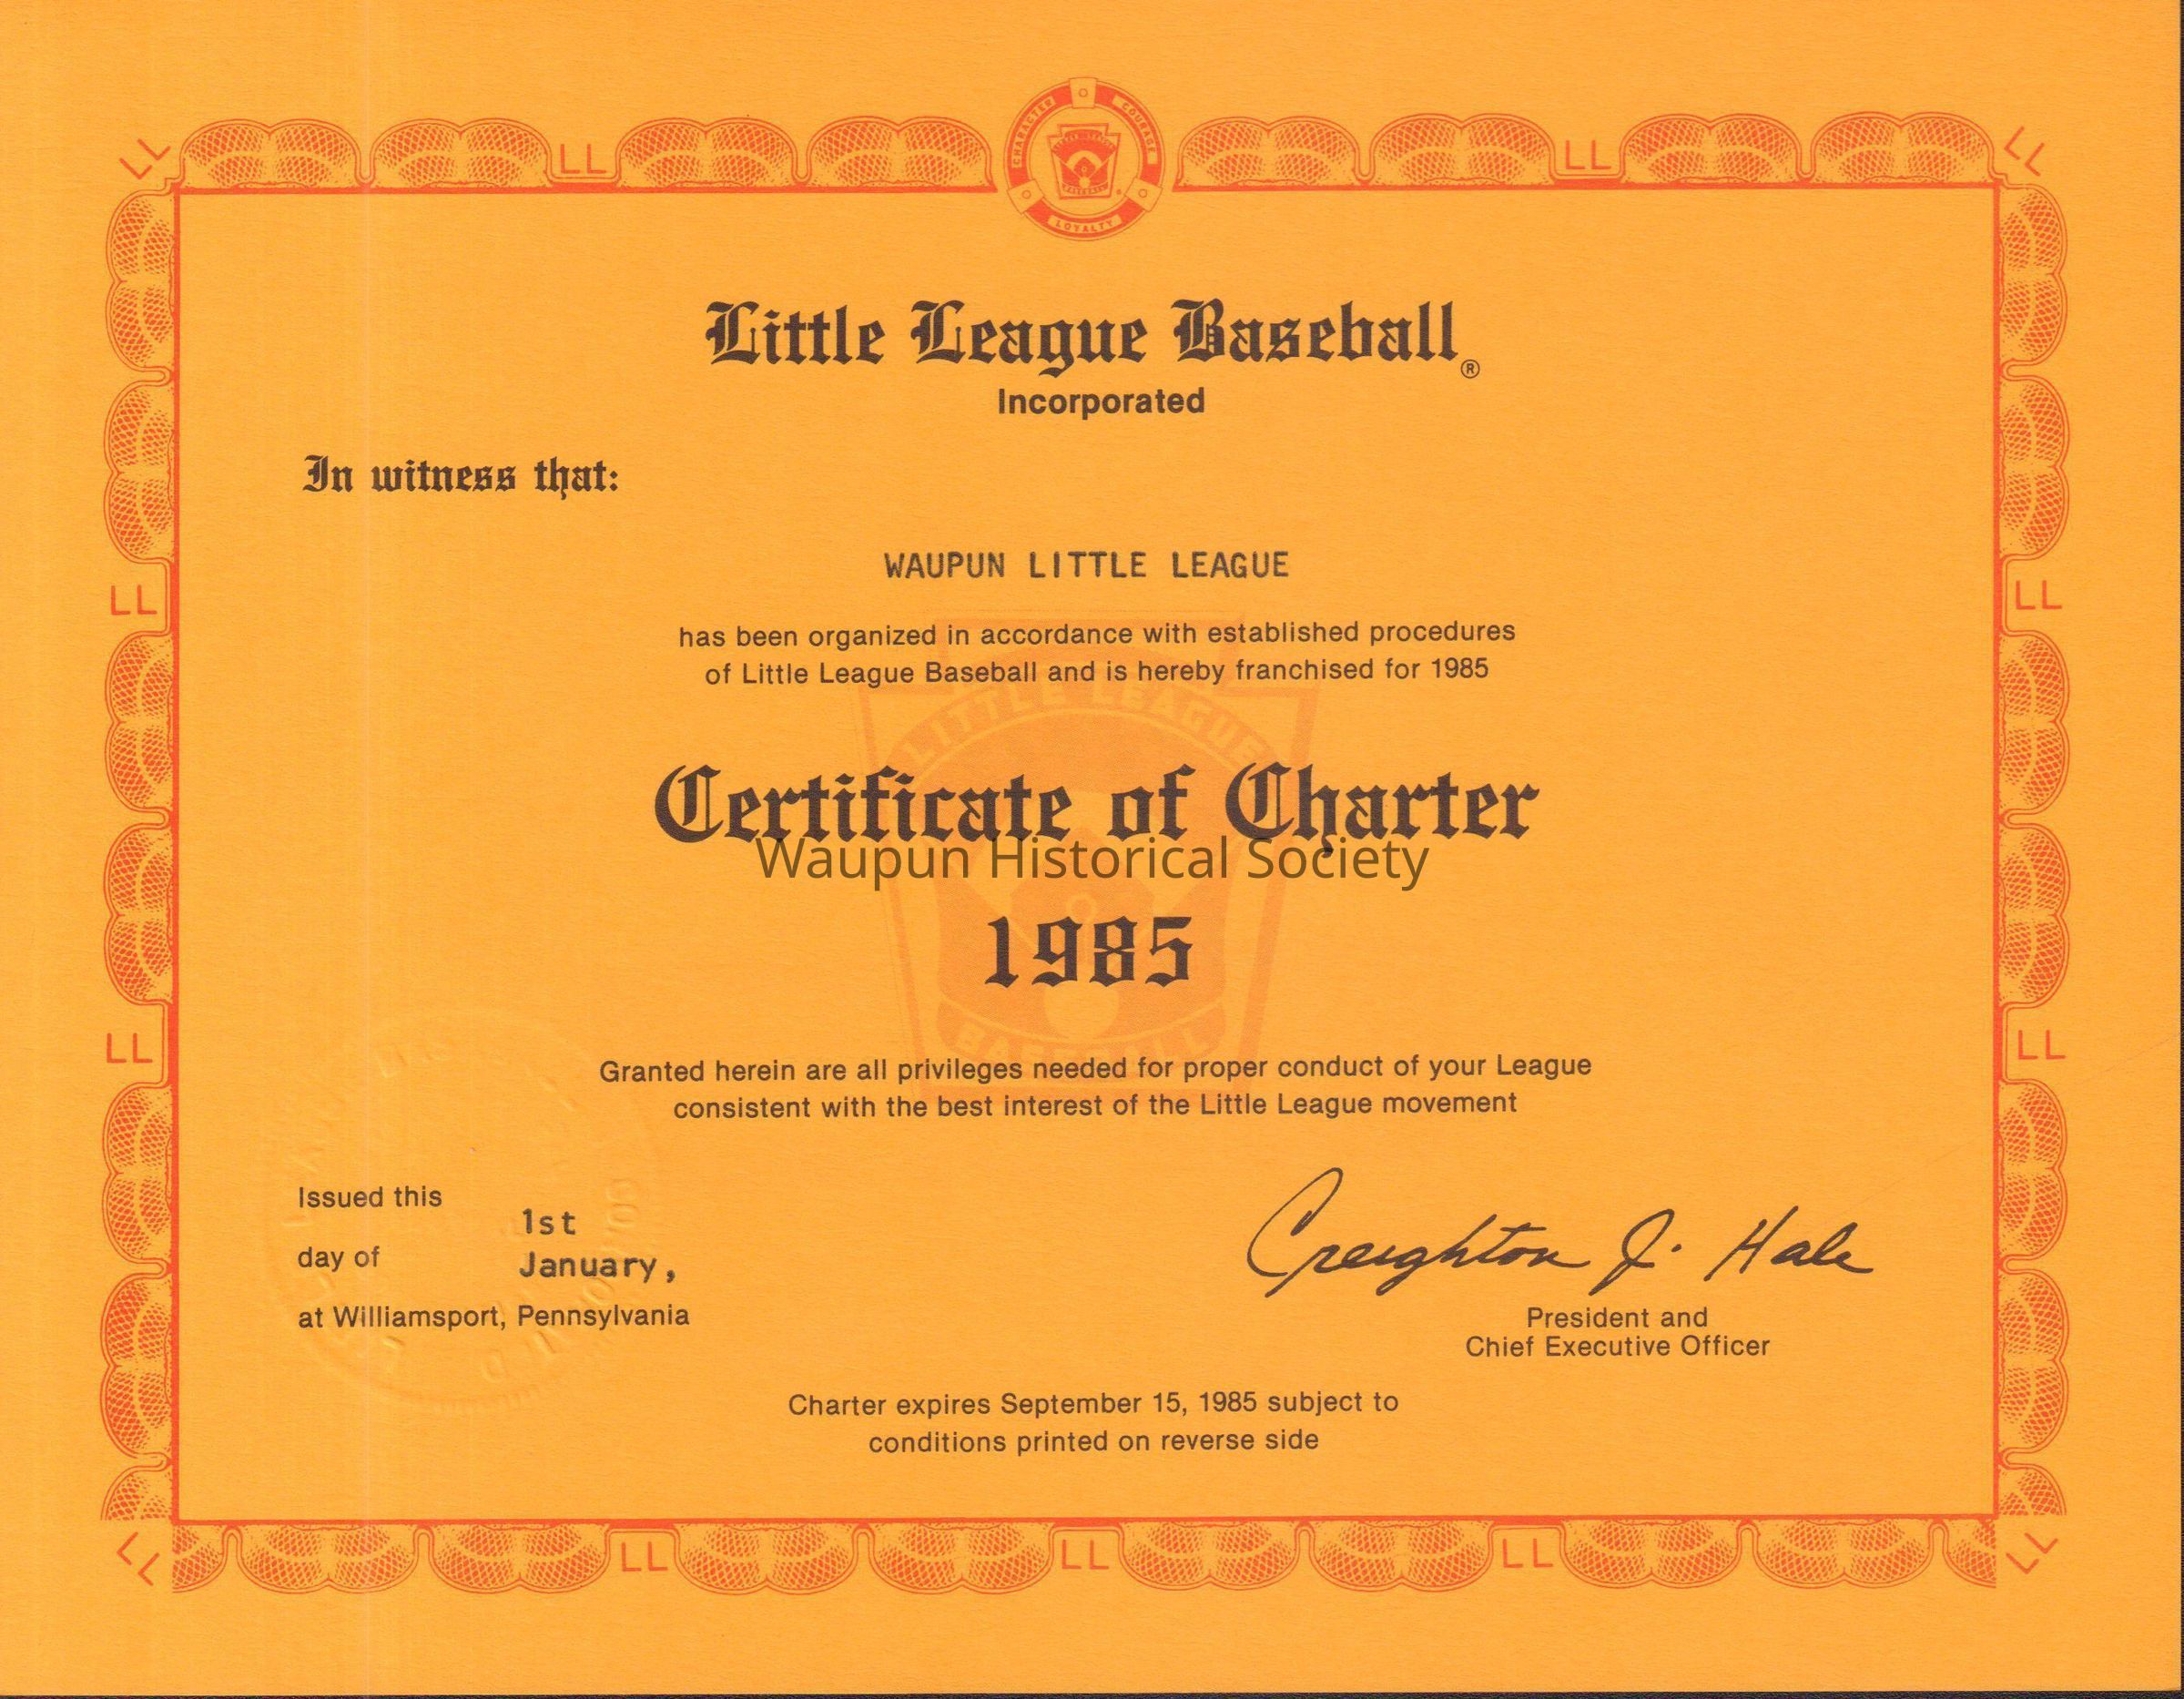 LL LL LL LL
CHARACTER COURAGE
LOYALTY
Little League Baseball®
Incorporated
In witness that:
WAUPUN LITTLE LEAGUE
has been organized in accordance with established procedures
of Little League Baseball and is hereby franchised for 1985
LITTLE LEAGUE
LL LL
Certificate of Charter
Waupun Historical Society
1985
BASEBALL
LL LL
Granted herein are all privileges needed for proper conduct of your League
consistent with the best interest of the Little League movement
Issued this
1st
day of
January,
at Williamsport, Pennsylvania
Creighton J. Hale
President and
Chief Executive Officer
Charter expires September 15, 1985 subject to
conditions printed on reverse side
LL LL LL LL LL